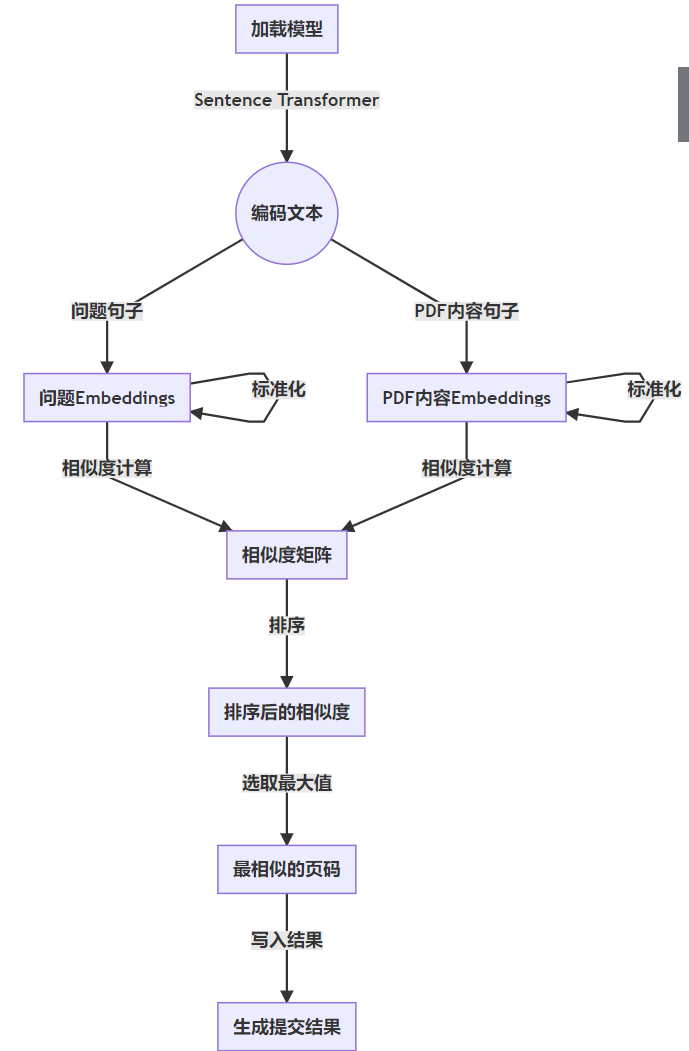 加载模型
Sentence Transformer
编码文本
问题句子
PDF内容句子
问题Embeddings
标准化
PDF内容Embeddings
标准化
相似度计算
相似度计算
相似度矩阵
排序
排序后的相似度
选取最大值
最相似的页码
写入结果
生成提交结果